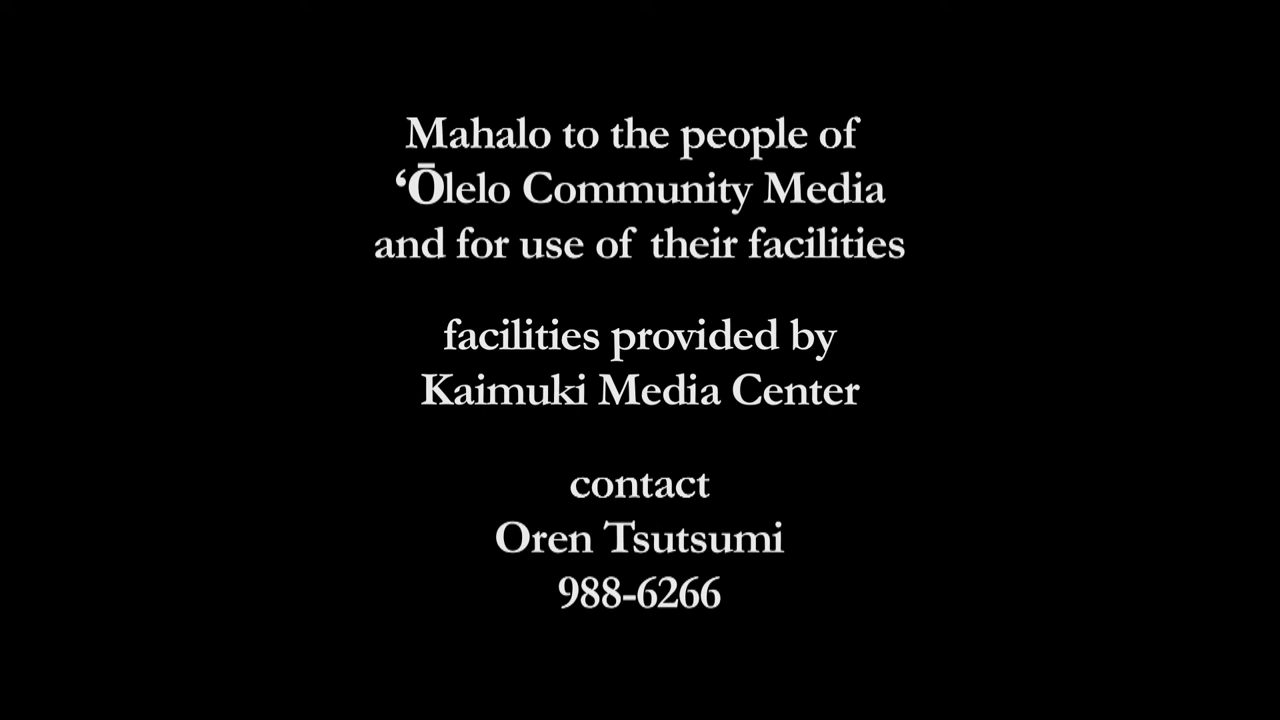 Mahalo to the people of
‘Ōlelo Community Media
and for use of their facilities
facilities provided by
Kaimuki Media Center
contact
Oren Tsutsumi
988-6266